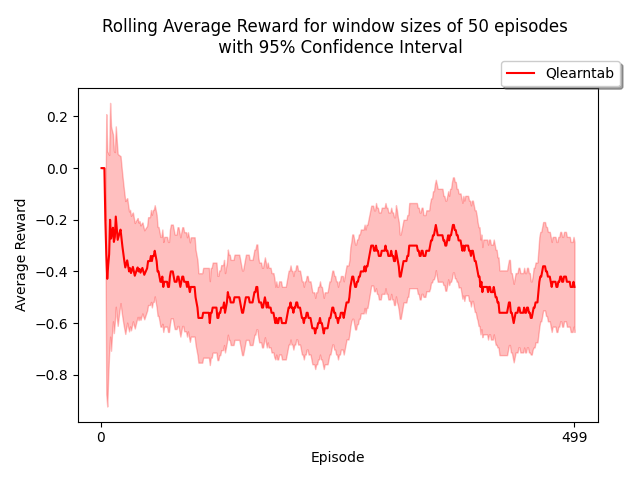 Rolling Average Reward for window sizes of 50 episodes
with 95% Confidence Interval
Qlearntab
0.2
0.0
−0.2
−0.4
−0.6
−0.8
Average Reward
0
499
Episode